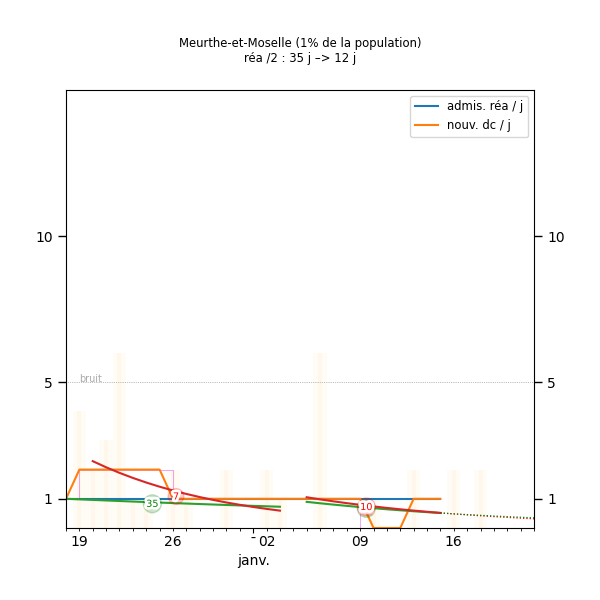 Meurthe-et-Moselle (1% de la population)
réa /2 : 35 j –> 12 j
admis. réa / j
nouv. dc / j
10
10
bruit
5
5
7
10
35
1
1
19
26
02
09
16
janv.